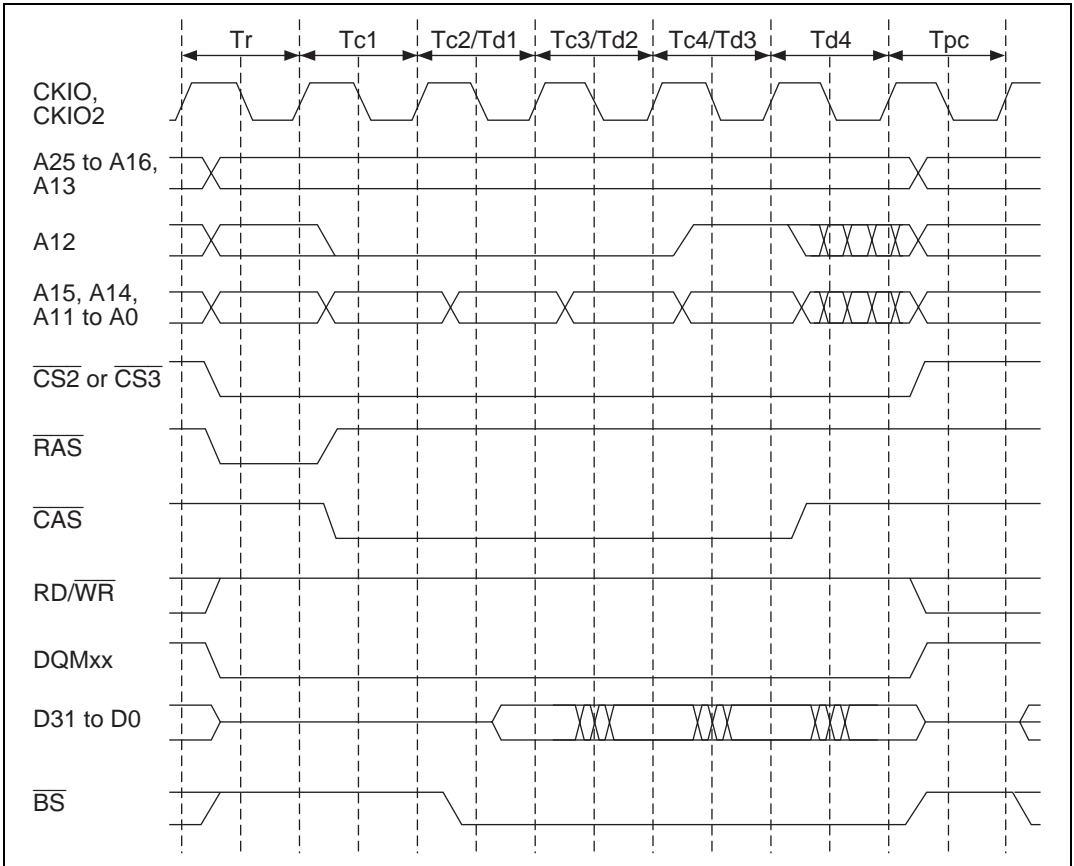 Tr Tc1 Tc2/Td1 Tc3/Td2 Tc4/Td3 Td4 Tpc
CKIO,
CKIO2
A25 to A16,
A13
A12
A15, A14,
A11 to A0
CS2 or CS3
RAS
CAS
RD/WR
DQMxx
D31 to D0
BS